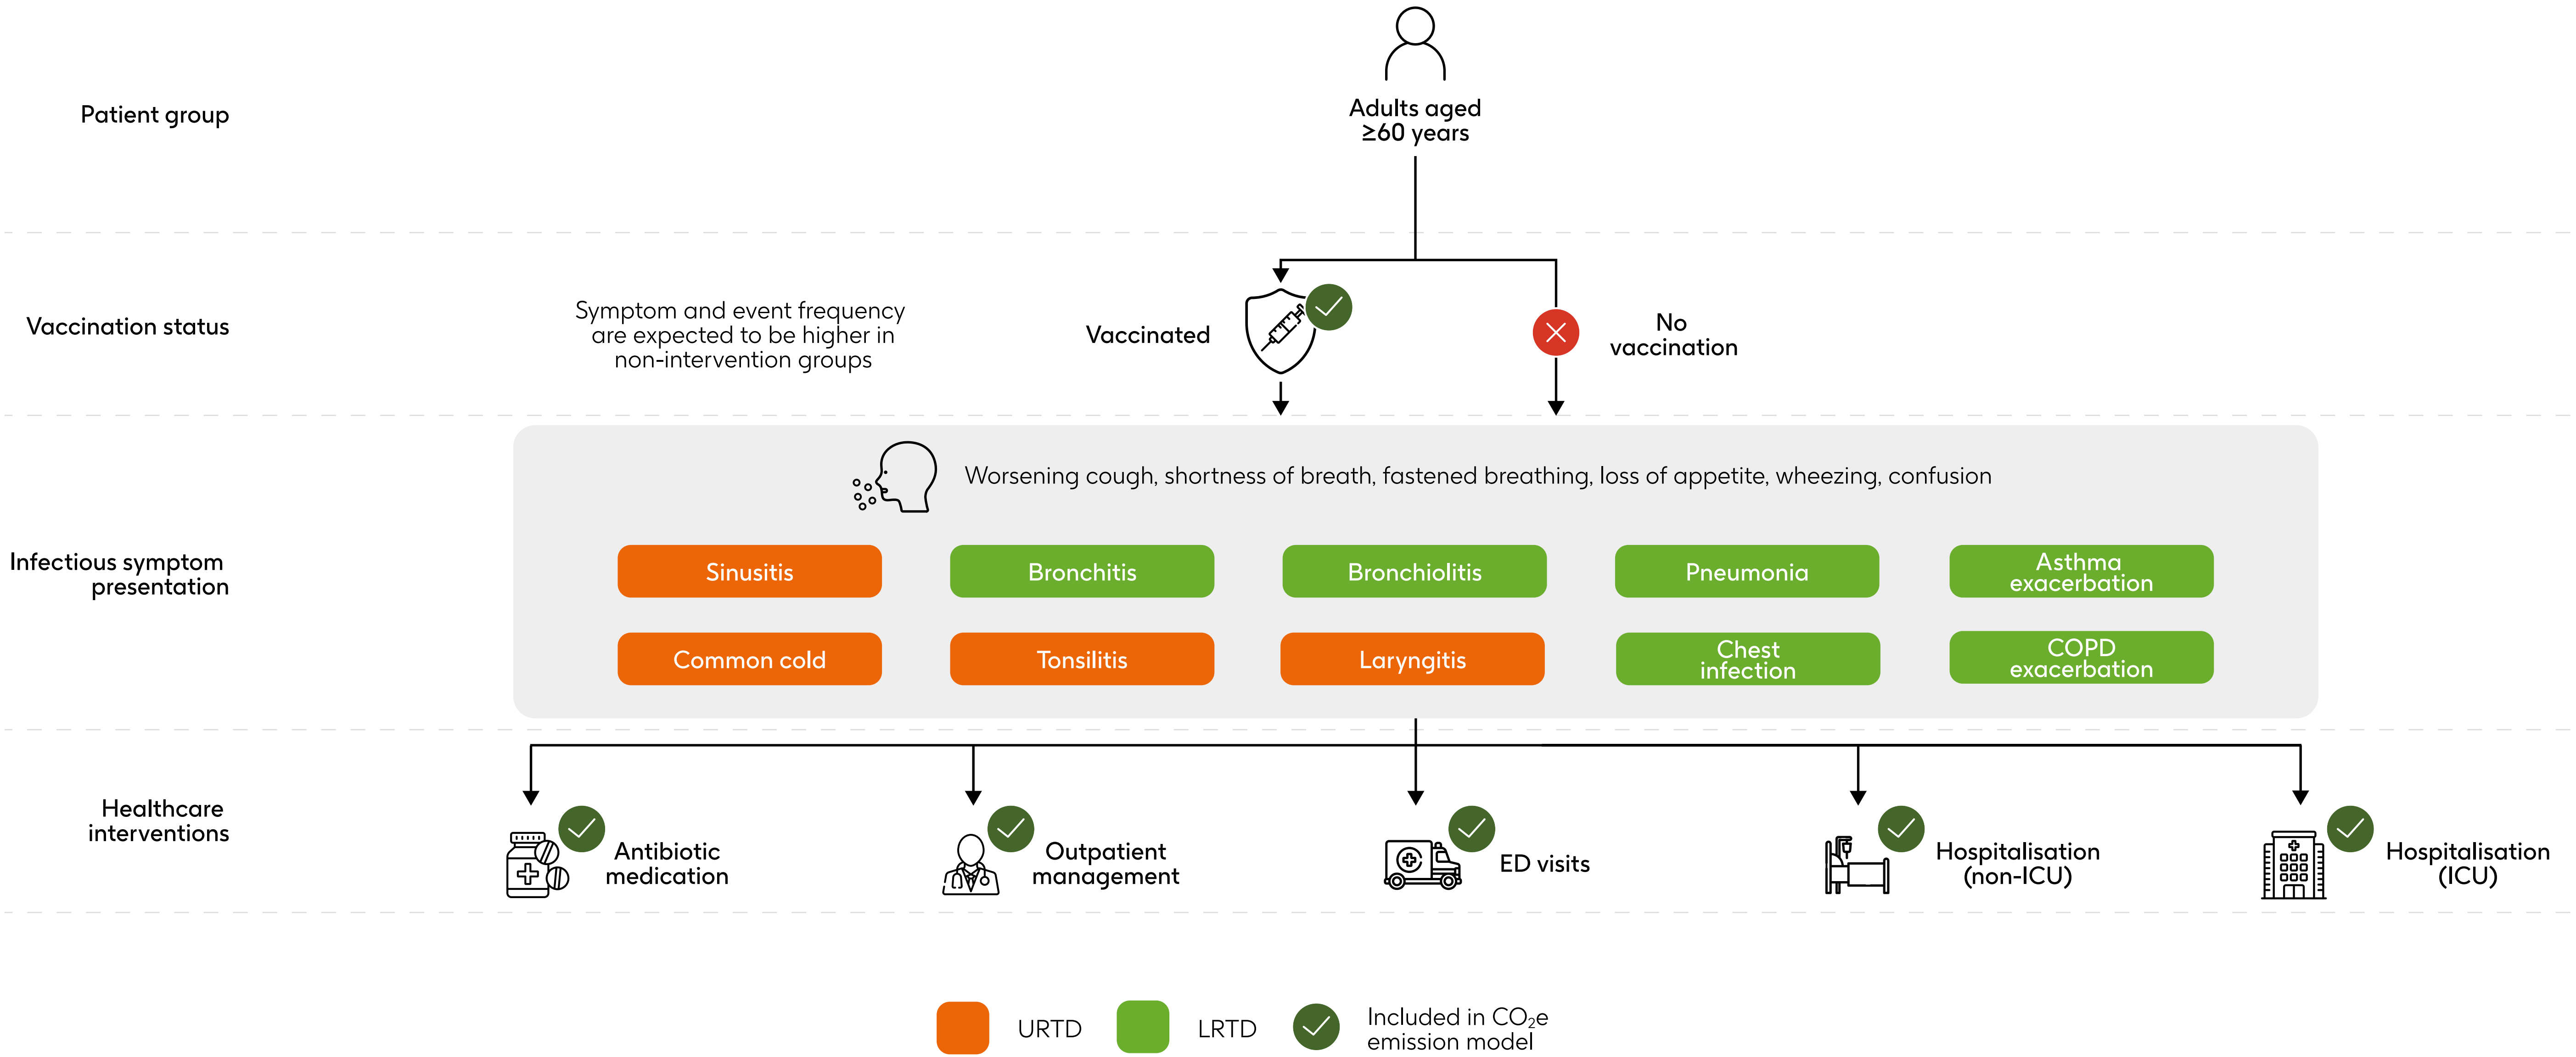 Patient group
Adults aged
≥60 years
Vaccination status
Symptom and event frequency
are expected to be higher in
non-intervention groups
Vaccinated
No
vaccination
Infectious symptom
presentation
Worsening cough, shortness of breath, fastened breathing, loss of appetite, wheezing, confusion
Sinusitis
Bronchitis
Bronchiolitis
Pneumonia
Asthma
exacerbation
Common cold
Tonsilitis
Laryngitis
Chest
infection
COPD
exacerbation
Healthcare
interventions
Antibiotic
medication
Outpatient
management
ED visits
Hospitalisation
(non-ICU)
Hospitalisation
(ICU)
URTD
LRTD
Included in CO₂e
emission model